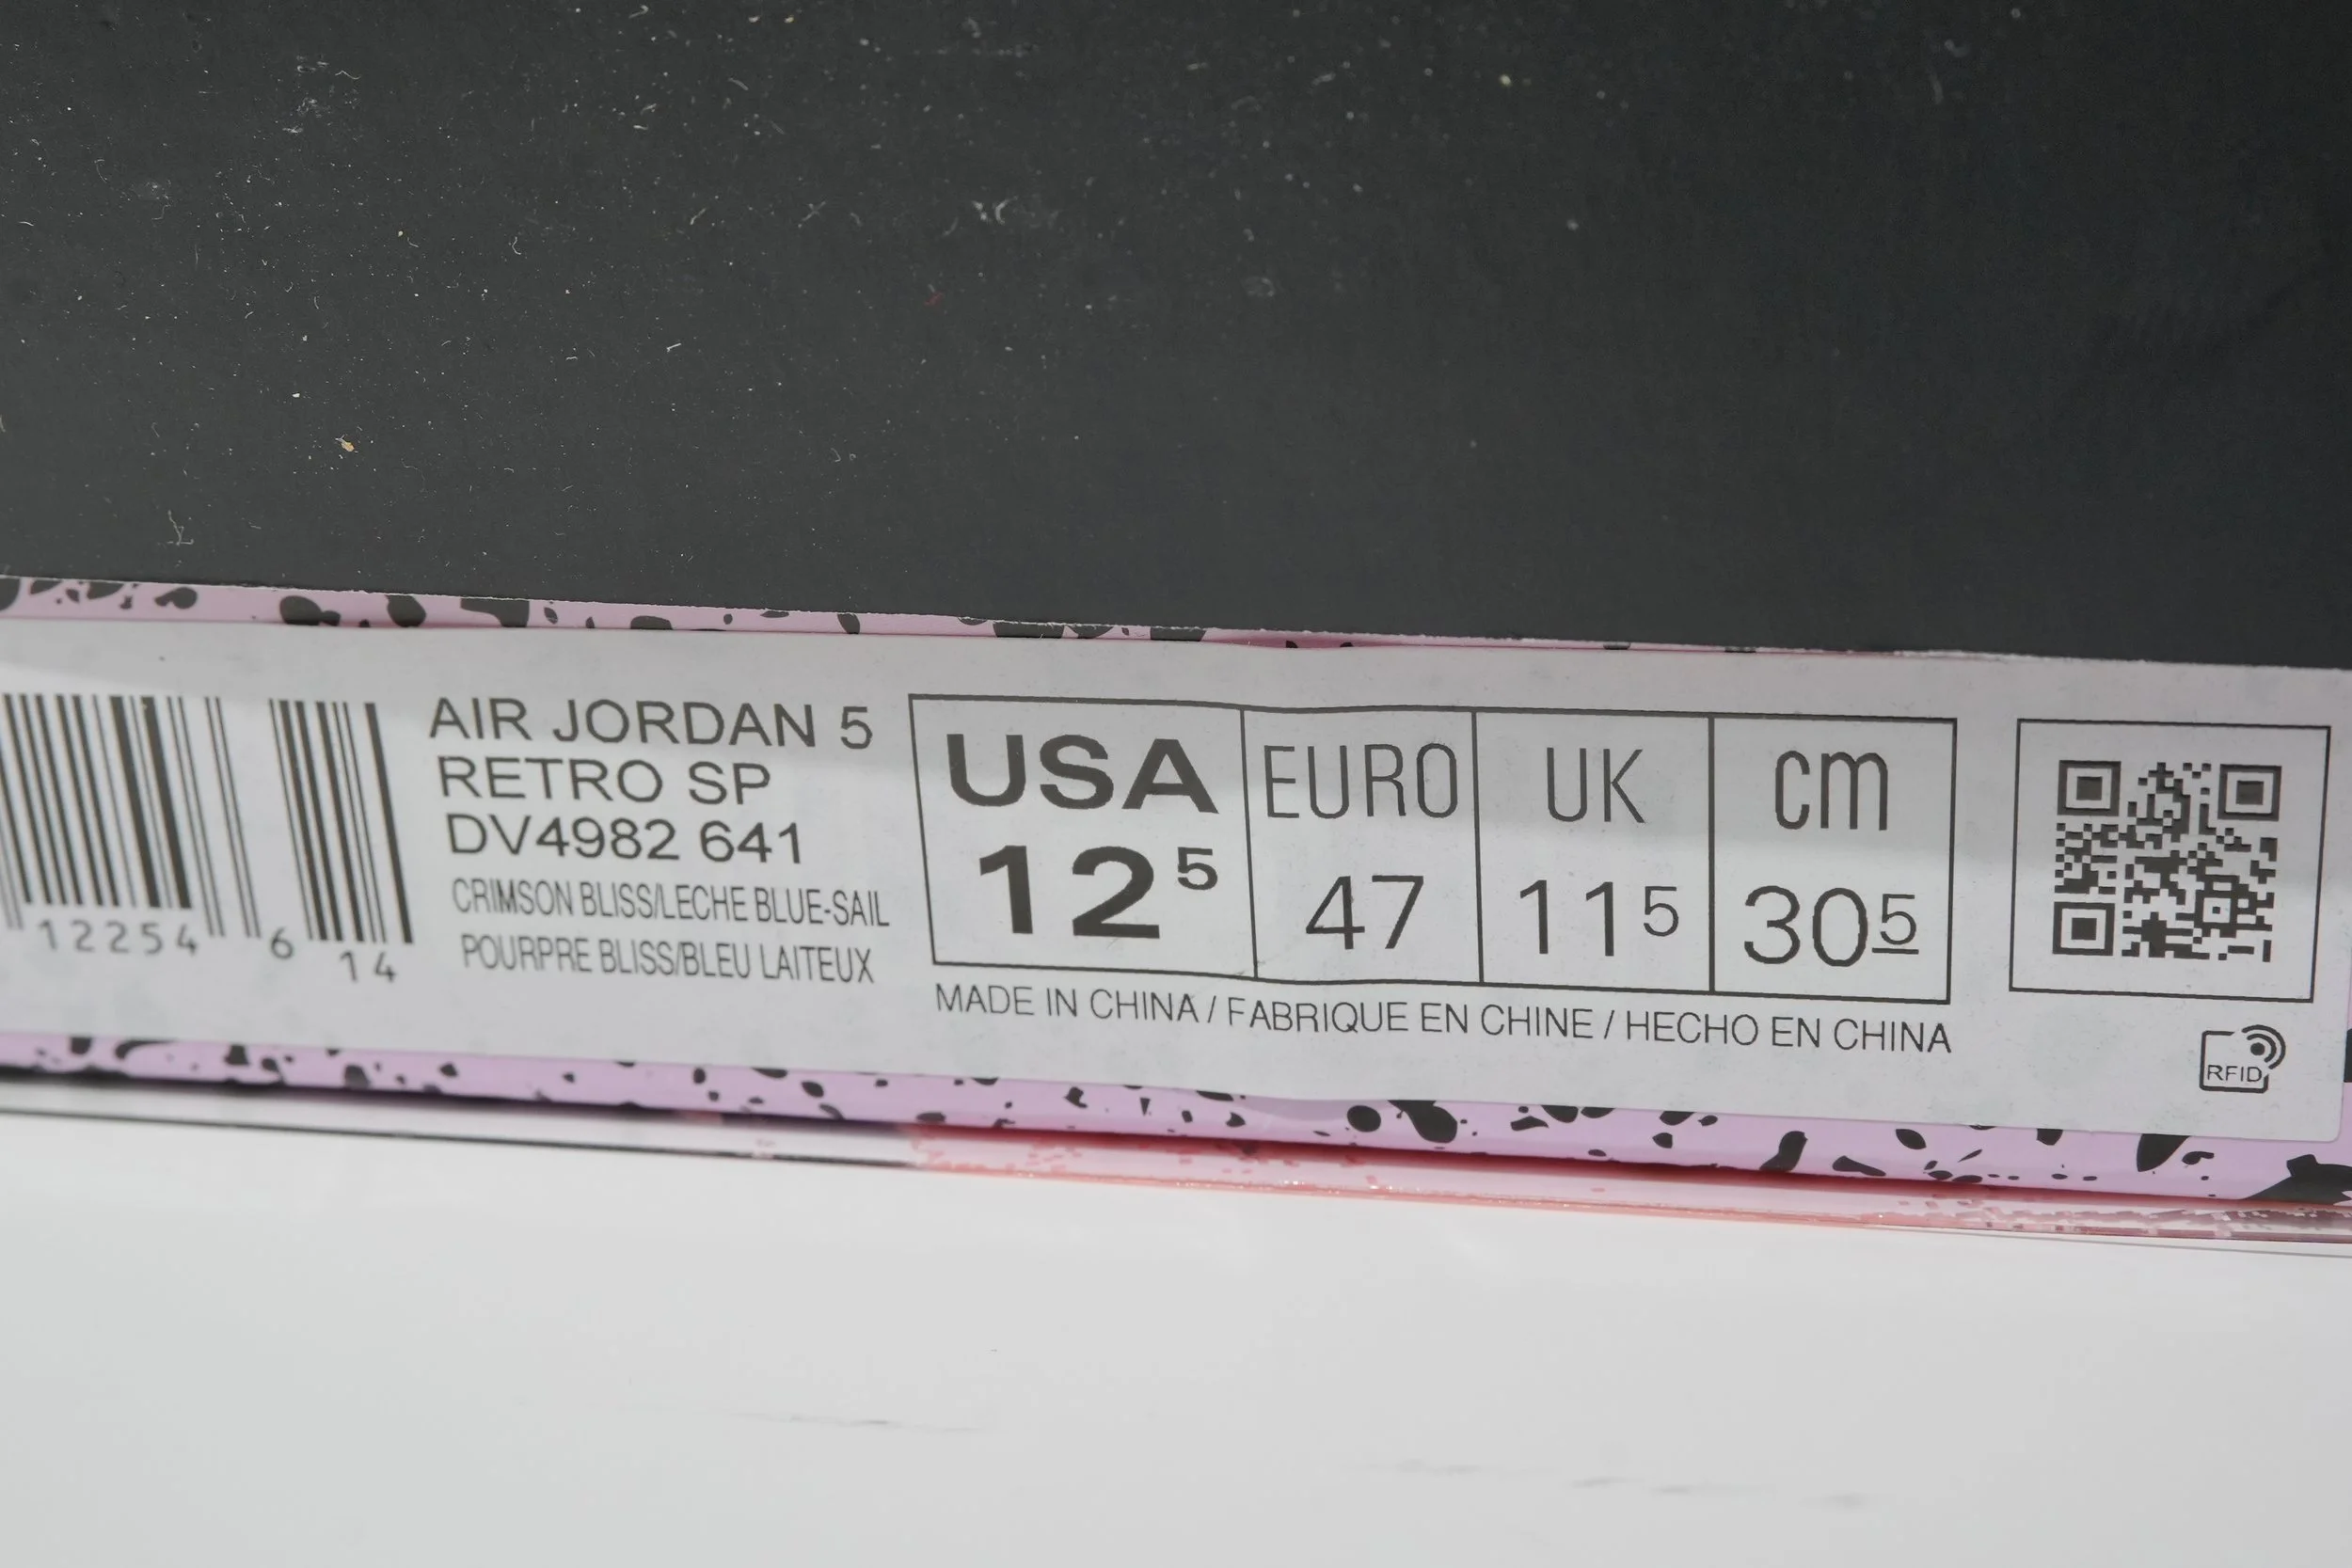 12254 6 14
AIR JORDAN 5
RETRO SP
DV4982 641
CRIMSON BLISS/LECHE BLUE-SAIL
POURPRE BLISS/BLEU LAITEUX
USA EURO UK cm
12 5 47 11 5 30 5
MADE IN CHINA / FABRIQUE EN CHINE / HECHO EN CHINA
RFID